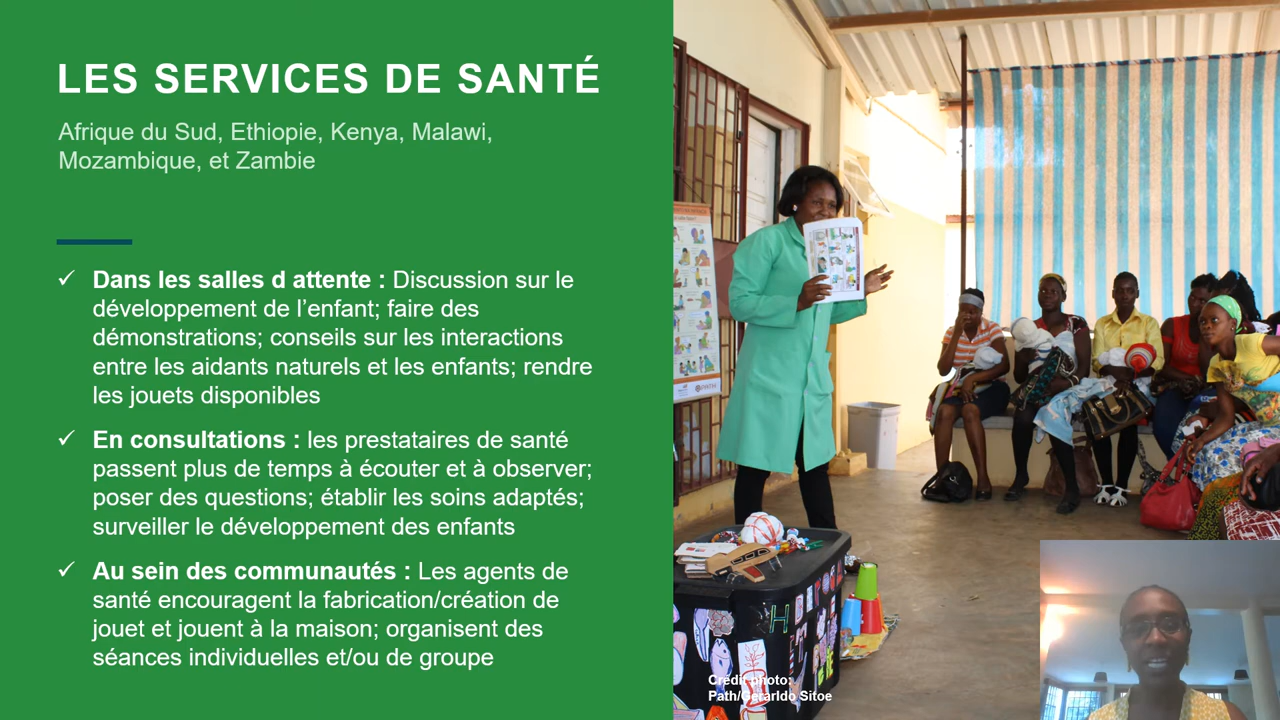 LES SERVICES DE SANTÉ
Afrique du Sud, Ethiopie, Kenya, Malawi,
Mozambique, et Zambie
✓ Dans les salles d attente : Discussion sur le
développement de l’enfant; faire des
démonstrations; conseils sur les interactions
entre les aidants naturels et les enfants; rendre
les jouets disponibles
✓ En consultations : les prestataires de santé
passent plus de temps à écouter et à observer;
poser des questions; établir les soins adaptés;
surveiller le développement des enfants
✓ Au sein des communautés : Les agents de
santé encouragent la fabrication/création de
jouet et jouent à la maison; organisent des
séances individuelles et/ou de groupe
Crédit photo:
Path/Gerarldo Sitoe